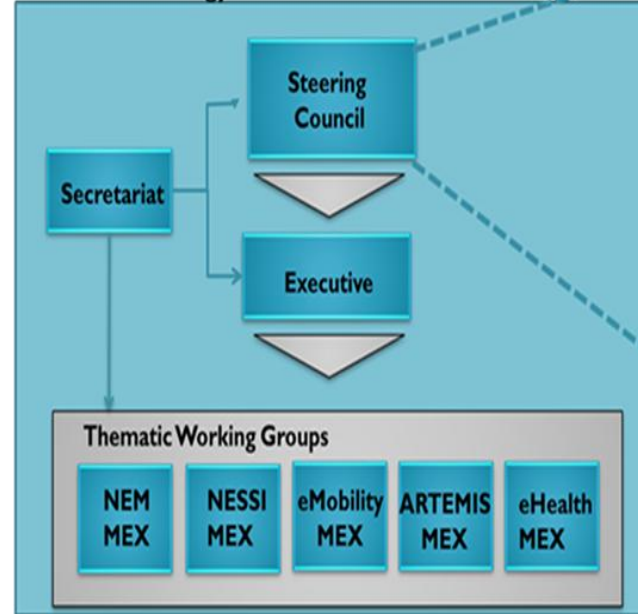 Steering
Council
Secretariat
Executive
Thematic Working Groups
NEM
MEX
NESSI
MEX
eMobility
MEX
ARTEMIS
MEX
eHealth
MEX